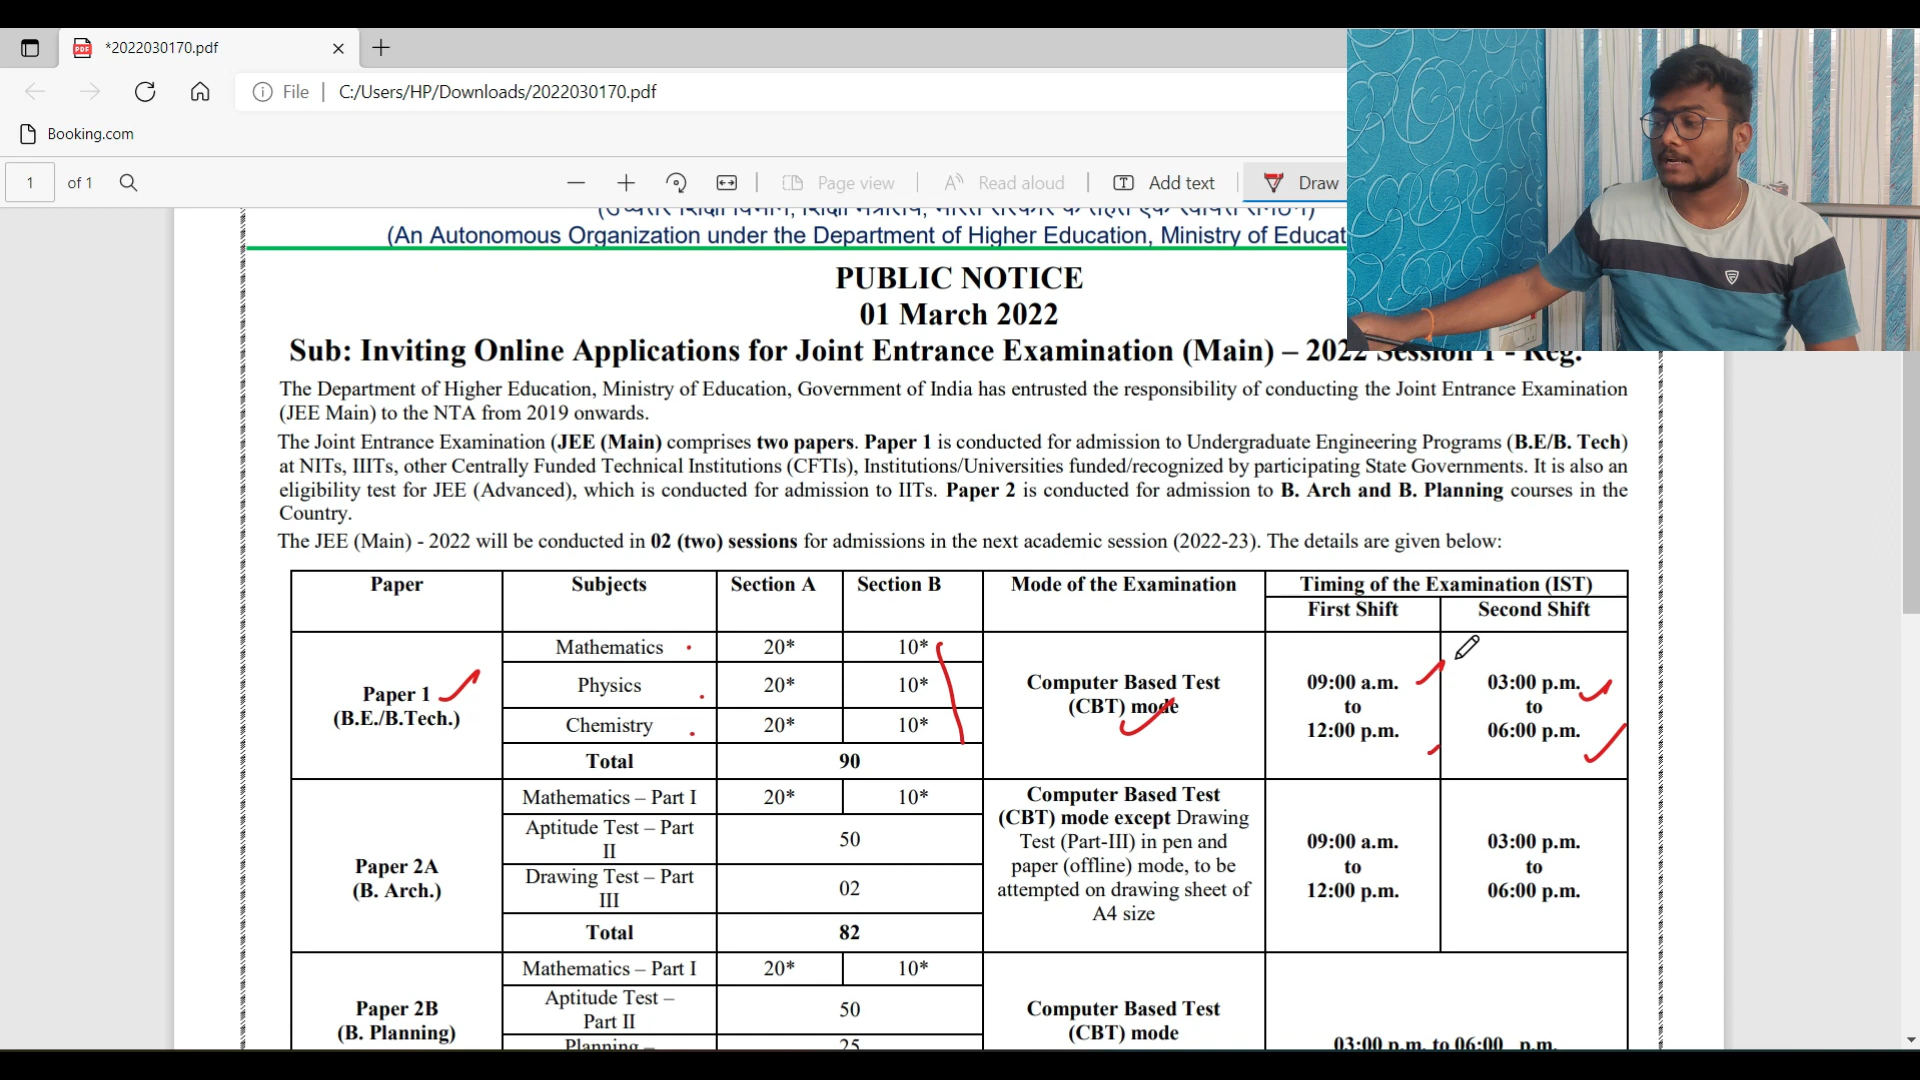 *2022030170.pdf
File | C:/Users/HP/Downloads/2022030170.pdf
Booking.com
1 of 1
Page view
Read aloud
Add text
Draw
(An Autonomous Organization under the Department of Higher Education, Ministry of Educat
PUBLIC NOTICE
01 March 2022
Sub: Inviting Online Applications for Joint Entrance Examination (Main) – 2022 Session 1 - Reg.
The Department of Higher Education, Ministry of Education, Government of India has entrusted the responsibility of conducting the Joint Entrance Examination
(JEE Main) to the NTA from 2019 onwards.
The Joint Entrance Examination (JEE (Main) comprises two papers. Paper 1 is conducted for admission to Undergraduate Engineering Programs (B.E/B. Tech)
at NITs, IIITs, other Centrally Funded Technical Institutions (CFTIs), Institutions/Universities funded/recognized by participating State Governments. It is also an
eligibility test for JEE (Advanced), which is conducted for admission to IITs. Paper 2 is conducted for admission to B. Arch and B. Planning courses in the
Country.
The JEE (Main) - 2022 will be conducted in 02 (two) sessions for admissions in the next academic session (2022-23). The details are given below:
Paper Subjects Section A Section B Mode of the Examination Timing of the Examination (IST)
First Shift Second Shift
Paper 1
(B.E./B.Tech.)
Mathematics 20* 10*
Physics 20* 10*
Chemistry 20* 10*
Total 90
Computer Based Test
(CBT) mode
09:00 a.m.
to
12:00 p.m.
03:00 p.m.
to
06:00 p.m.
Paper 2A
(B. Arch.)
Mathematics – Part I 20* 10*
Aptitude Test – Part
II
50
Drawing Test – Part
III
02
Total 82
Computer Based Test
(CBT) mode except Drawing
Test (Part-III) in pen and
paper (offline) mode, to be
attempted on drawing sheet of
A4 size
09:00 a.m.
to
12:00 p.m.
03:00 p.m.
to
06:00 p.m.
Paper 2B
(B. Planning)
Mathematics – Part I 20* 10*
Aptitude Test –
Part II
50
Planning –
25
Computer Based Test
(CBT) mode
03:00 p.m. to 06:00 p.m.